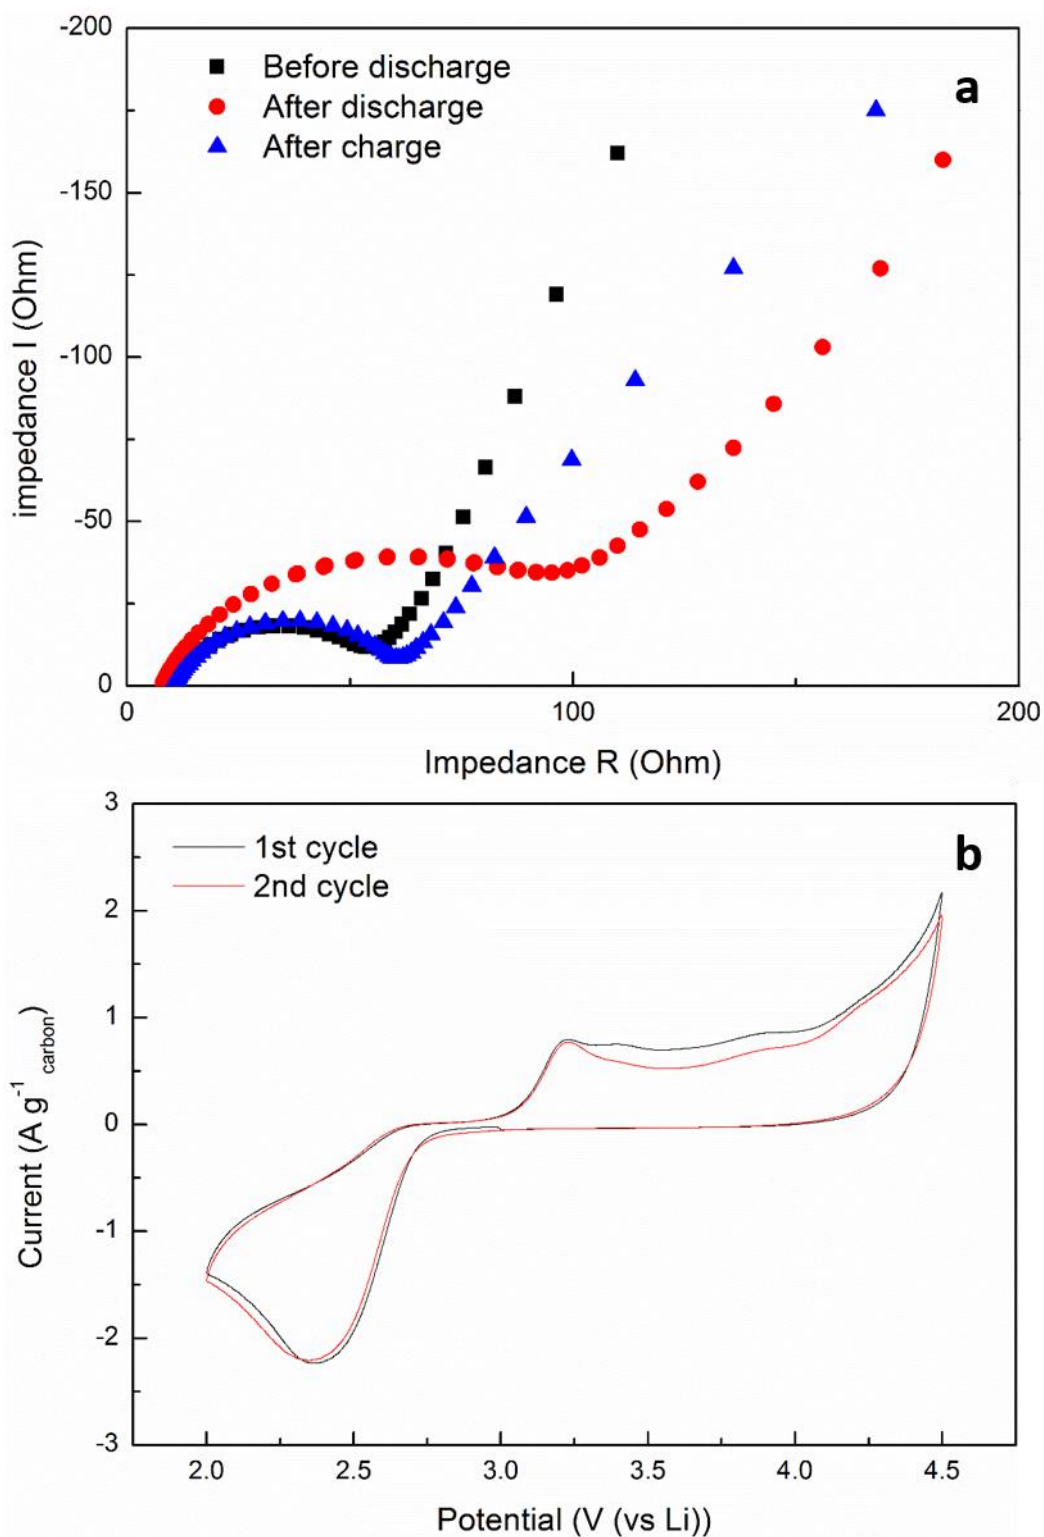 -200
Before discharge
a
After discharge
After charge
-150
-100
-50
0
impedance I (Ohm)
0
100
200
Impedance R (Ohm)
3
1st cycle
b
2nd cycle
2
1
0
-1
-2
-3
Current (A g-1 carbon)
2.0
2.5
3.0
3.5
4.0
4.5
Potential (V (vs Li))